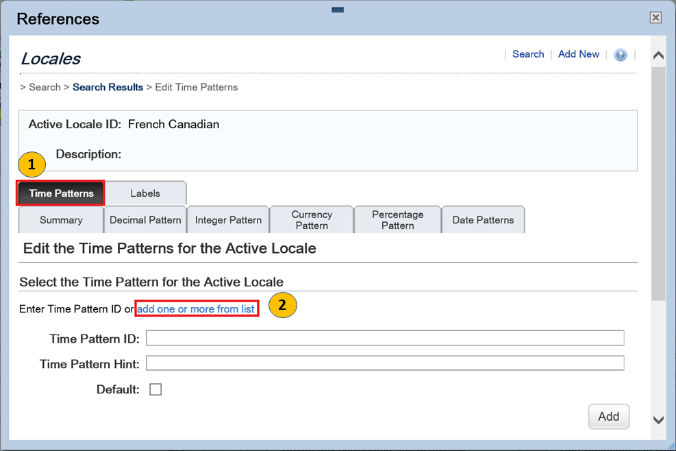 References
Locales
Search | Add New | ? |
> Search > Search Results > Edit Time Patterns
Active Locale ID: French Canadian
Description:
1
Time Patterns Labels
Summary Decimal Pattern Integer Pattern Currency Pattern Percentage Pattern Date Patterns
Edit the Time Patterns for the Active Locale
Select the Time Pattern for the Active Locale
Enter Time Pattern ID or add one or more from list 2
Time Pattern ID:
Time Pattern Hint:
Default:
Add